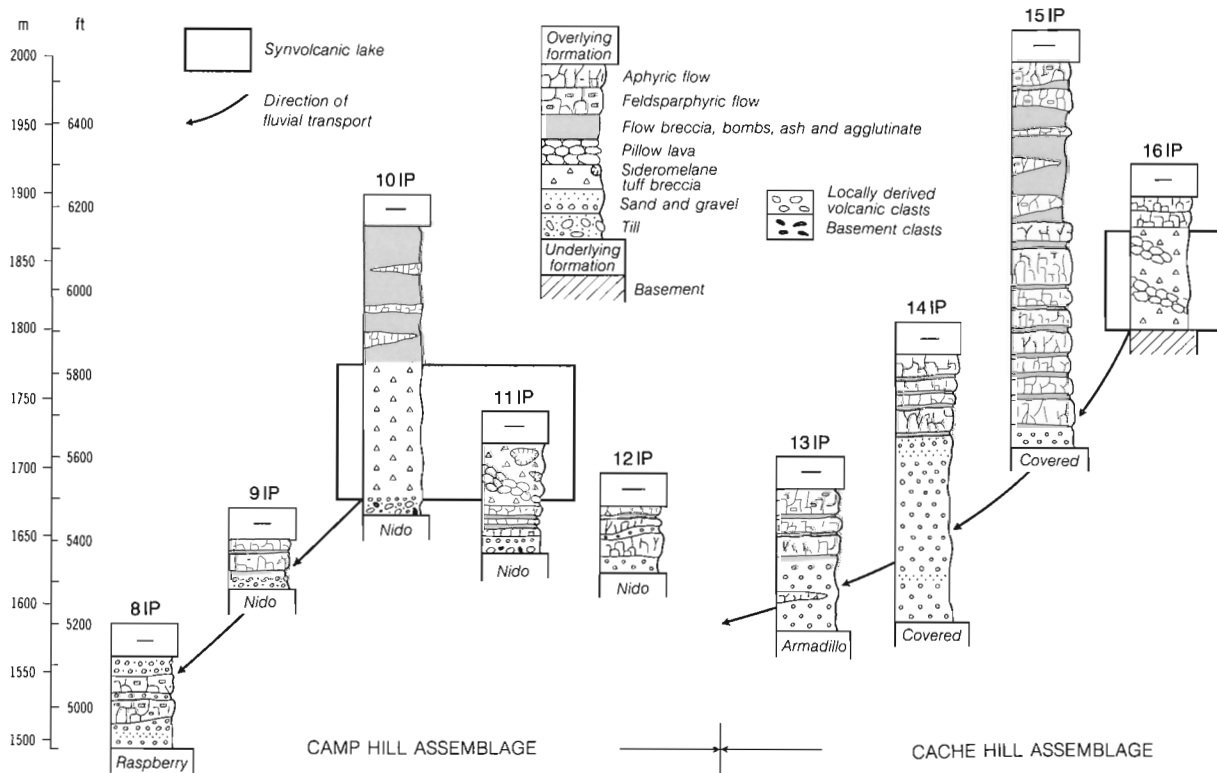 m ft
2000
1950
1900
1850
1800
1750
1700
1650
1600
1550
1500
6400
6200
6000
5800
5600
5400
5200
5000
Synvolcanic lake
Direction of
fluvial transport
Overlying
formation
Aphyric flow
Feldsparphyric flow
Flow breccia, bombs, ash and agglutinate
Pillow lava
Sideromelane
tuff breccia
Sand and gravel
Till
Underlying
formation
Basement
Locally derived
volcanic clasts
Basement clasts
8 IP
Raspberry
9 IP
Nido
10 IP
Nido
11 IP
Nido
12 IP
Nido
13 IP
Armadillo
14 IP
Covered
15 IP
Covered
16 IP
CAMP HILL ASSEMBLAGE
CACHE HILL ASSEMBLAGE